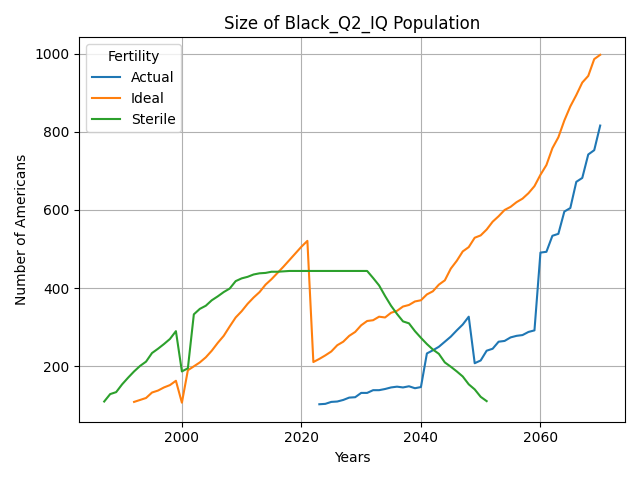 Size of Black_Q2_IQ Population
Fertility
Actual
Ideal
Sterile
Number of Americans
1000
800
600
400
200
2000
2020
2040
2060
Years